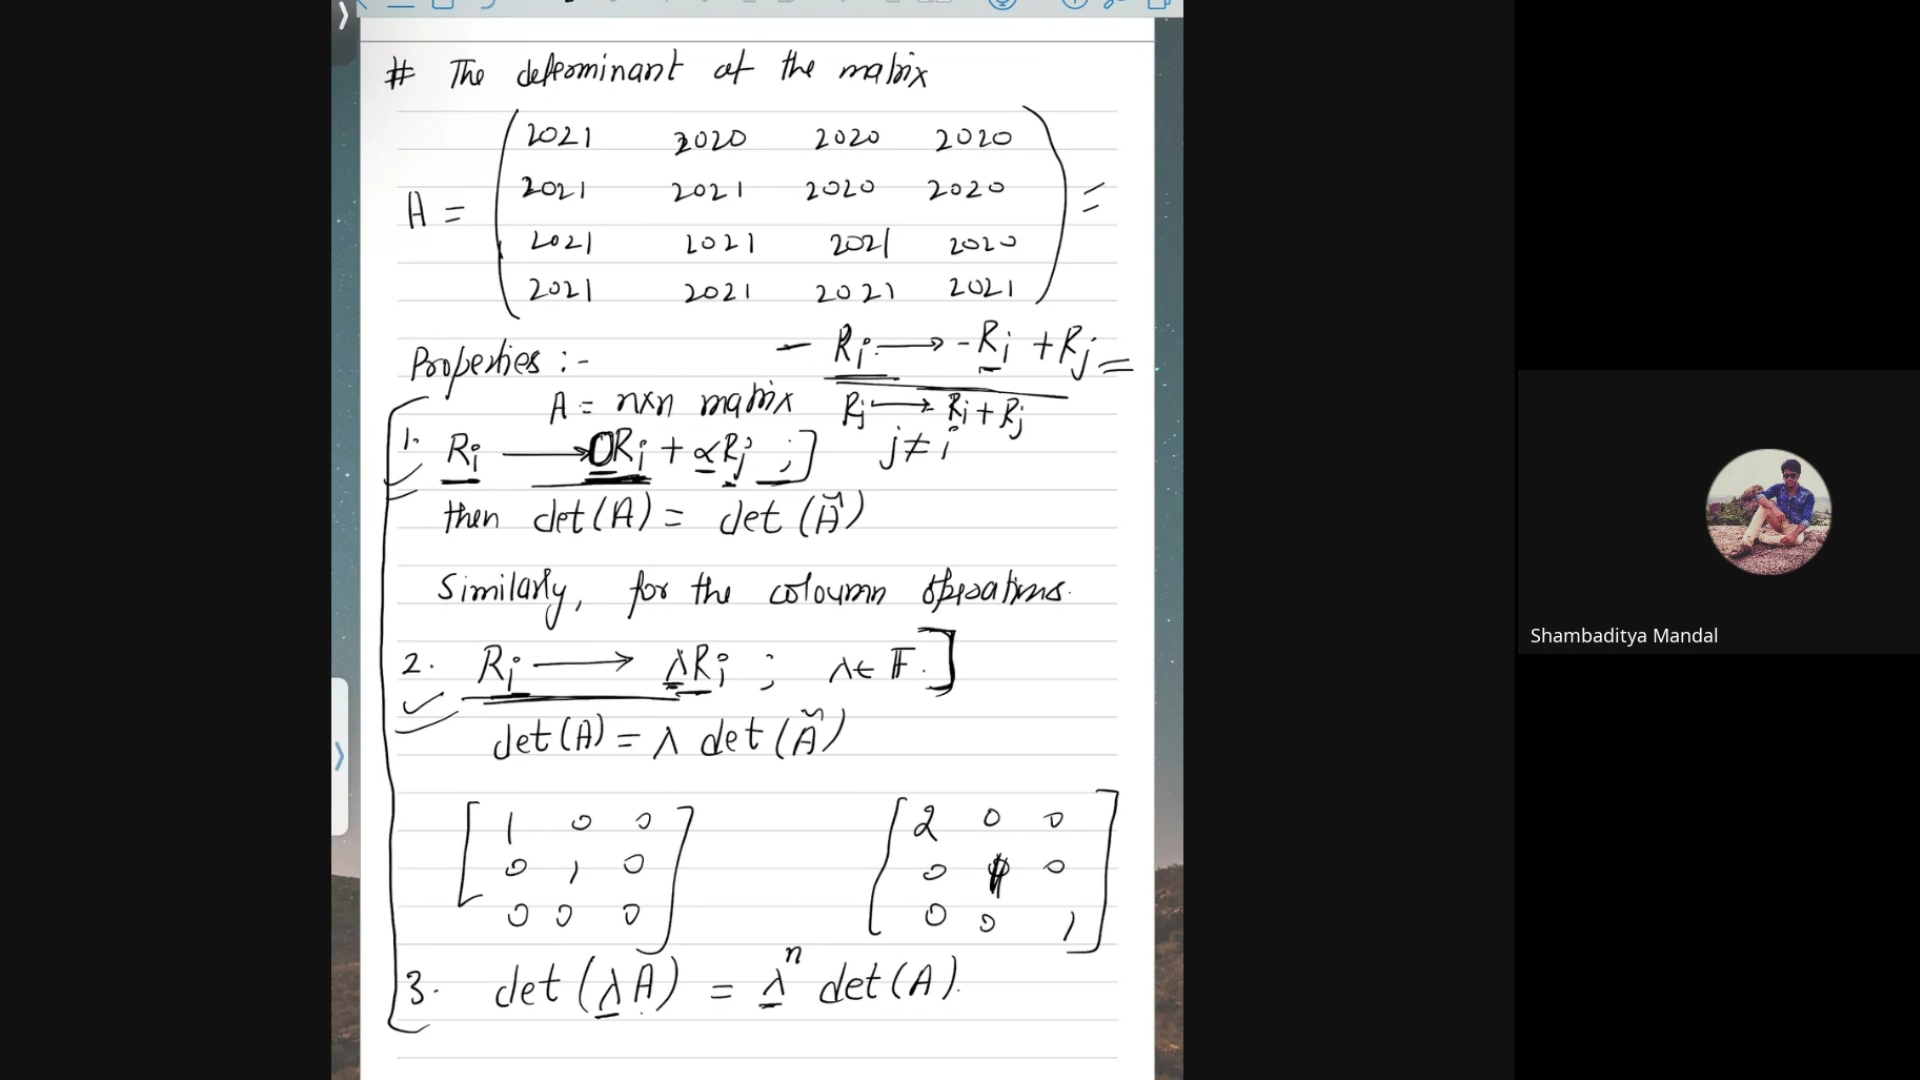 # The determinant of the matrix
A = ( 2021 2020 2020 2020
2021 2021 2020 2020
2021 2021 2021 2020
2021 2021 2021 2021 ) =
Properties :- - Ri → -Ri + Rj =
A = n×n matrix Rj → Ri + Rj
1. Ri → 0Ri + αRj ; ] j ≠ i
then det(A) = det(Ã)
Similarly, for the coloumn operations.
2. Ri → λRi ; λ ∈ F. ]
det(A) = λ det(Ã)
[ 1 0 0 ] [ 2 0 0 ]
0 1 0 0 0
0 0 0 0 0 1
3. det(λA) = λ^n det(A).
Shambaditya Mandal